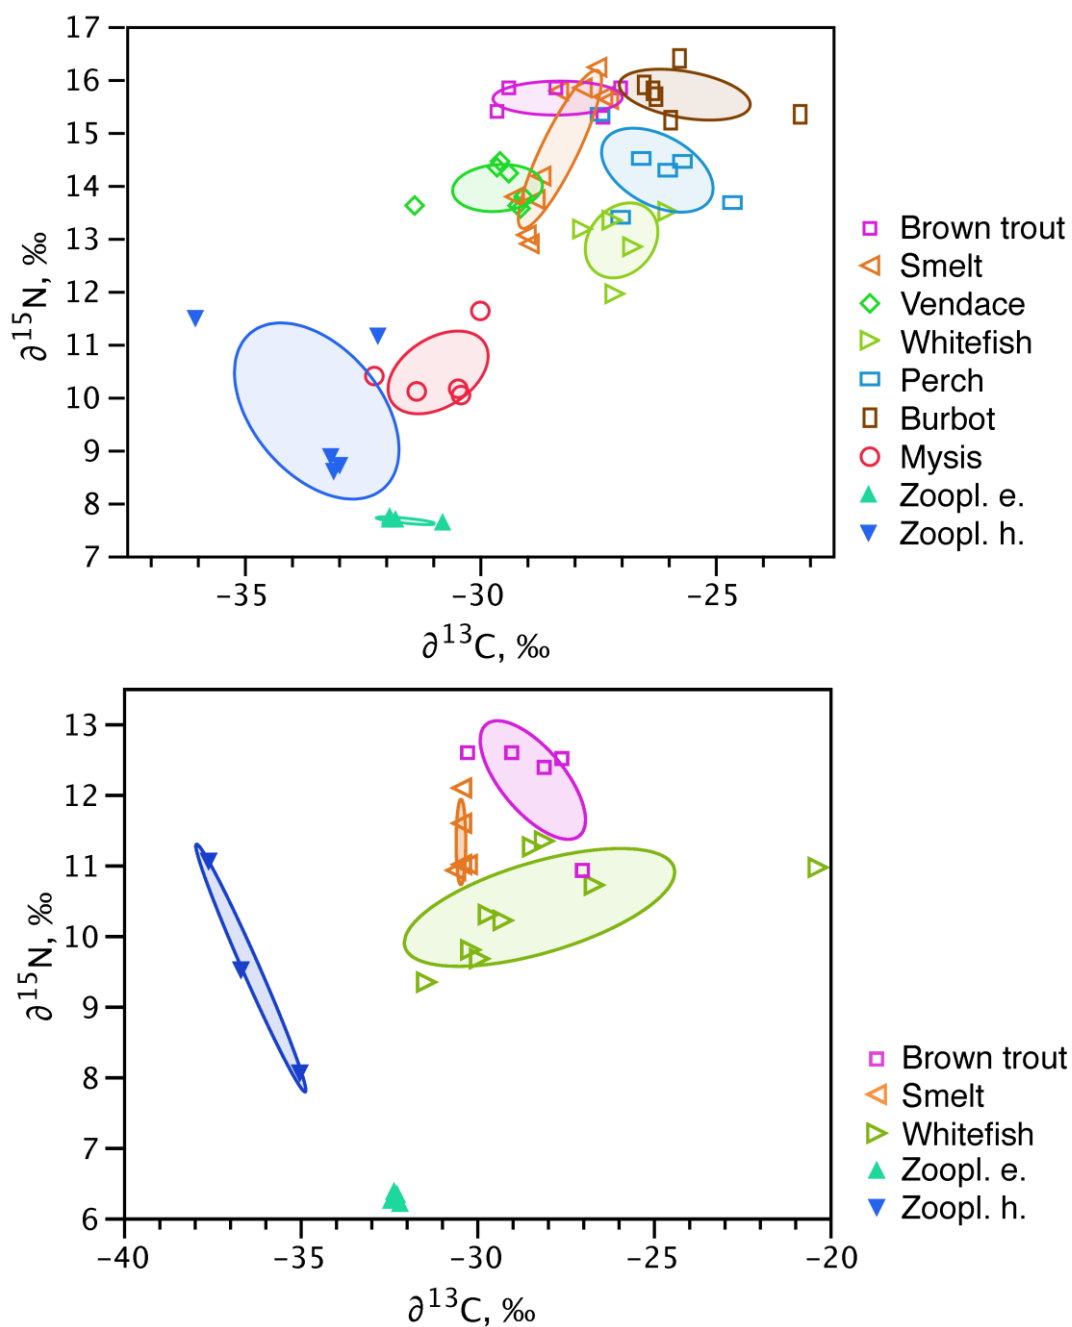 17
16
15
14
13
12
11
10
9
8
7
∂15N, ‰
−35
−30
−25
∂13C, ‰
Brown trout
Smelt
Vendace
Whitefish
Perch
Burbot
Mysis
Zoopl. e.
Zoopl. h.
13
12
11
10
9
8
7
6
∂15N, ‰
−40
−35
−30
−25
−20
∂13C, ‰
Brown trout
Smelt
Whitefish
Zoopl. e.
Zoopl. h.